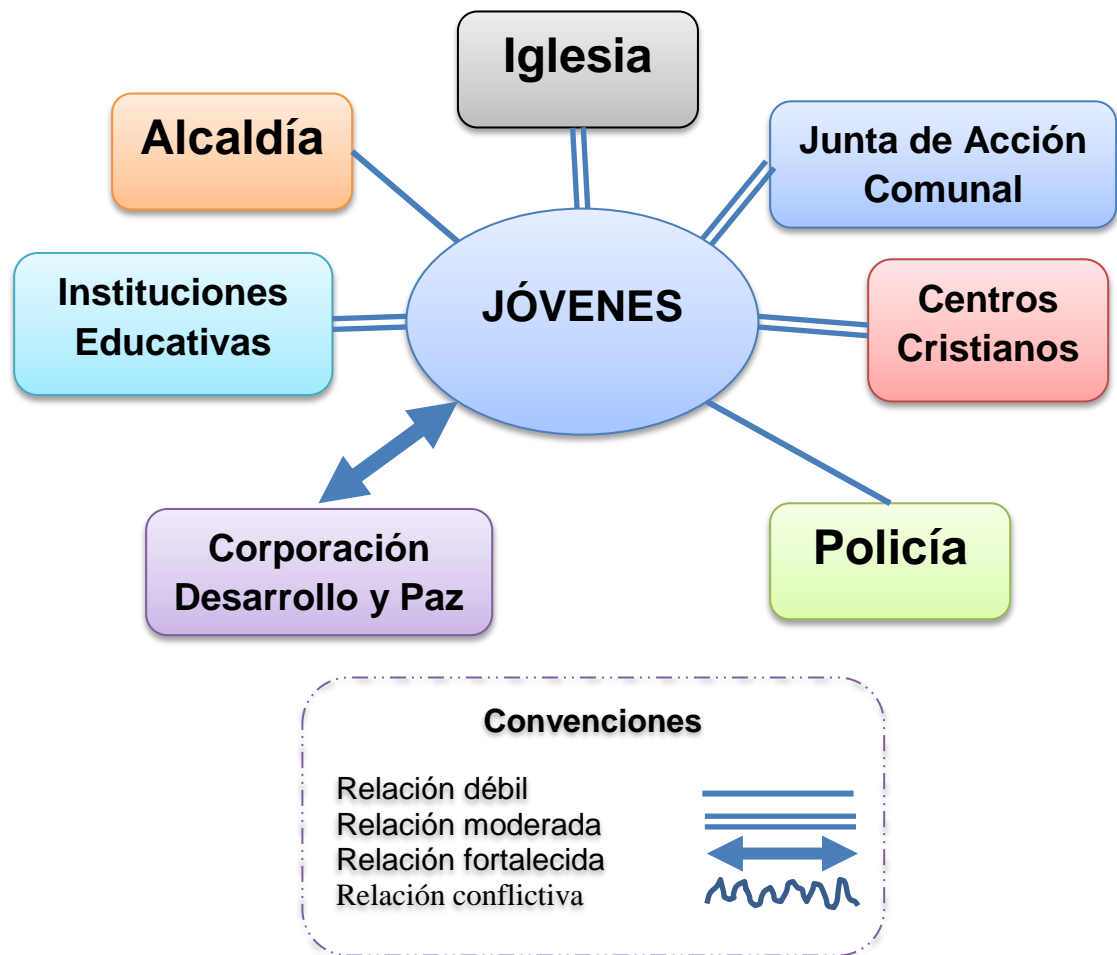 Iglesia
Alcaldía
Junta de Acción
Comunal
Instituciones
Educativas
JÓVENES
Centros
Cristianos
Corporación
Desarrollo y Paz
Policía
Convenciones
Relación débil
Relación moderada
Relación fortalecida
Relación conflictiva